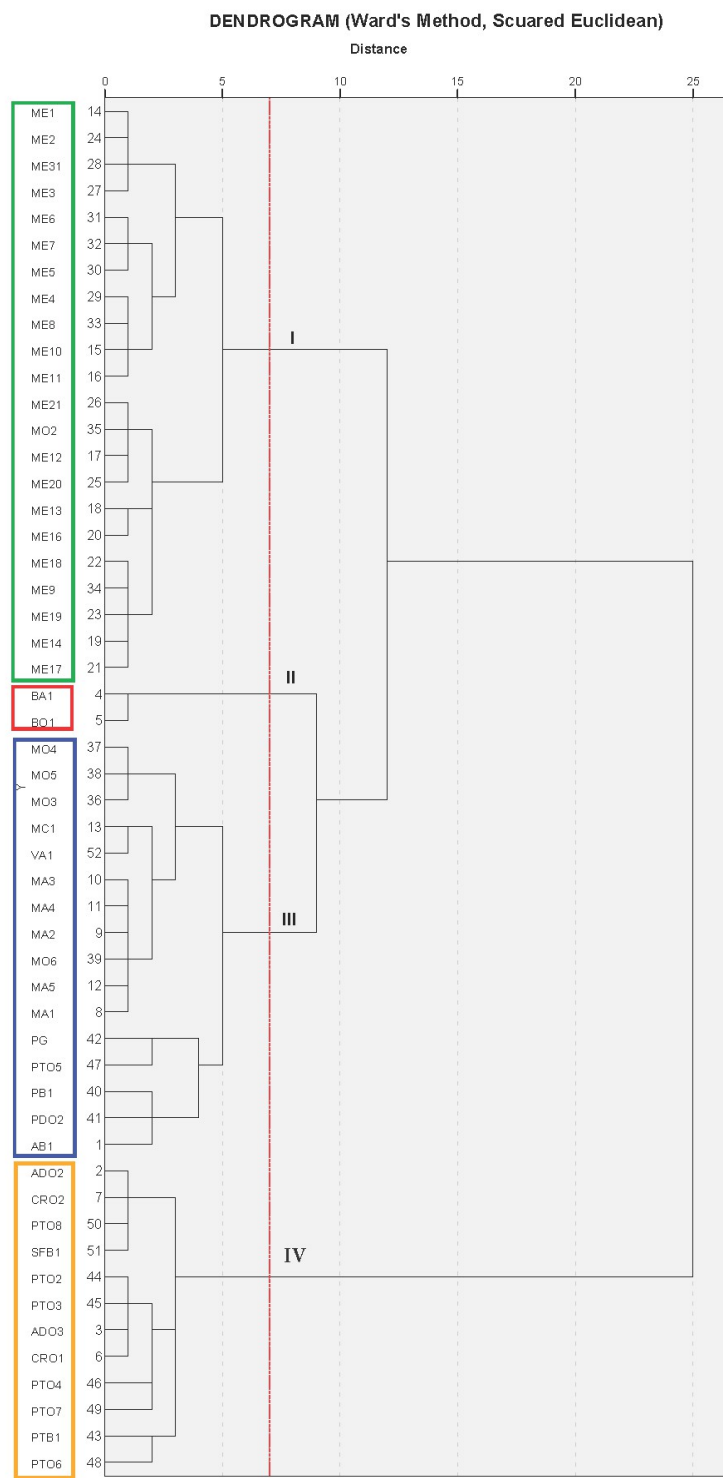 DENDROGRAM (Ward's Method, Scuared Euclidean)
Distance
0 5 10 15 20 25
ME1 14
ME2 24
ME31 28
ME3 27
ME6 31
ME7 32
ME5 30
ME4 29
ME8 33
I
ME10 15
ME11 16
ME21 26
MO2 35
ME12 17
ME20 25
ME13 18
ME16 20
ME18 22
ME9 34
ME19 23
ME14 19
ME17 21
II
BA1 4
BO1 5
MO4 37
MO5 38
Y
MO3 36
MC1 13
VA1 52
MA3 10
MA4 11
III
MA2 9
MO6 39
MA5 12
MA1 8
PG 42
PTO5 47
PB1 40
PDO2 41
AB1 1
ADO2 2
CRO2 7
PTO8 50
SFB1 51
IV
PTO2 44
PTO3 45
ADO3 3
CRO1 6
PTO4 46
PTO7 49
PTB1 43
PTO6 48